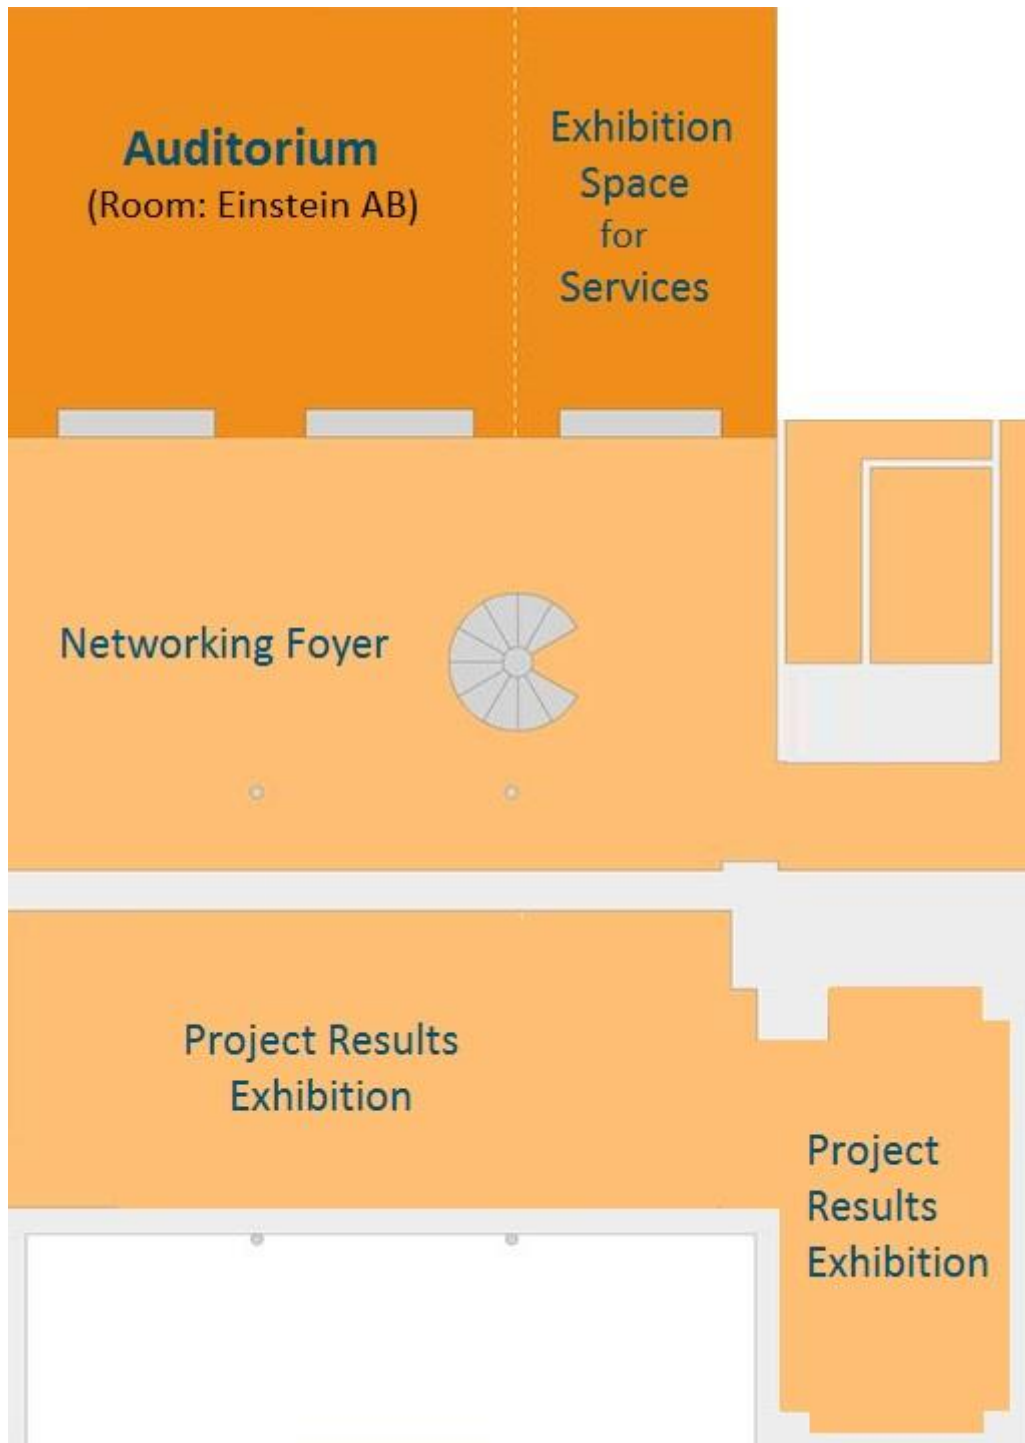 Auditorium
(Room: Einstein AB)
Exhibition
Space
for
Services
Networking Foyer
Project Results
Exhibition
Project
Results
Exhibition